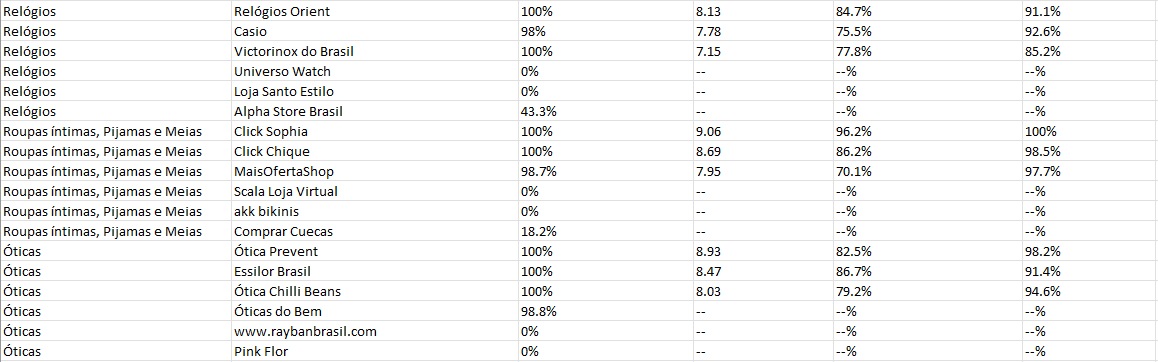 Relógios Relógios Orient 100% 8.13 84.7% 91.1%
Relógios Casio 98% 7.78 75.5% 92.6%
Relógios Victorinox do Brasil 100% 7.15 77.8% 85.2%
Relógios Universo Watch 0% -- --% --%
Relógios Loja Santo Estilo 0% -- --% --%
Relógios Alpha Store Brasil 43.3% -- --% --%
Roupas íntimas, Pijamas e Meias Click Sophia 100% 9.06 96.2% 100%
Roupas íntimas, Pijamas e Meias Click Chique 100% 8.69 86.2% 98.5%
Roupas íntimas, Pijamas e Meias MaisOfertaShop 98.7% 7.95 70.1% 97.7%
Roupas íntimas, Pijamas e Meias Scala Loja Virtual 0% -- --% --%
Roupas íntimas, Pijamas e Meias akk bikinis 0% -- --% --%
Roupas íntimas, Pijamas e Meias Comprar Cuecas 18.2% -- --% --%
Óticas Ótica Prevent 100% 8.93 82.5% 98.2%
Óticas Essilor Brasil 100% 8.47 86.7% 91.4%
Óticas Ótica Chilli Beans 100% 8.03 79.2% 94.6%
Óticas Óticas do Bem 98.8% -- --% --%
Óticas www.raybanbrasil.com 0% -- --% --%
Óticas Pink Flor 0% -- --% --%